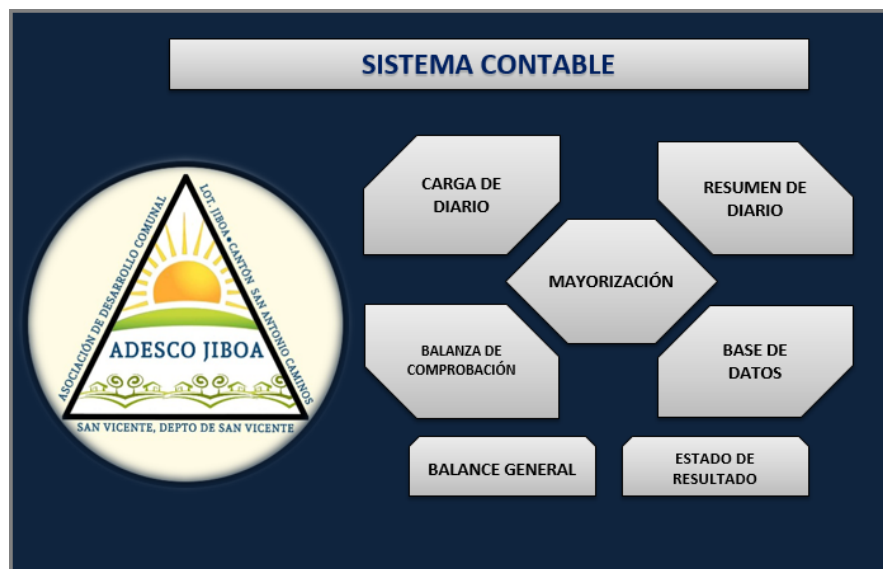 SISTEMA CONTABLE
CARGA DE
DIARIO
RESUMEN DE
DIARIO
MAYORIZACIÓN
BALANZA DE
COMPROBACIÓN
BASE DE
DATOS
BALANCE GENERAL
ESTADO DE
RESULTADO
ASOCIACIÓN DE DESARROLLO COMUNAL
LOT. JIBOA • CANTÓN SAN ANTONIO CAMINOS
ADESCO JIBOA
SAN VICENTE, DEPTO DE SAN VICENTE